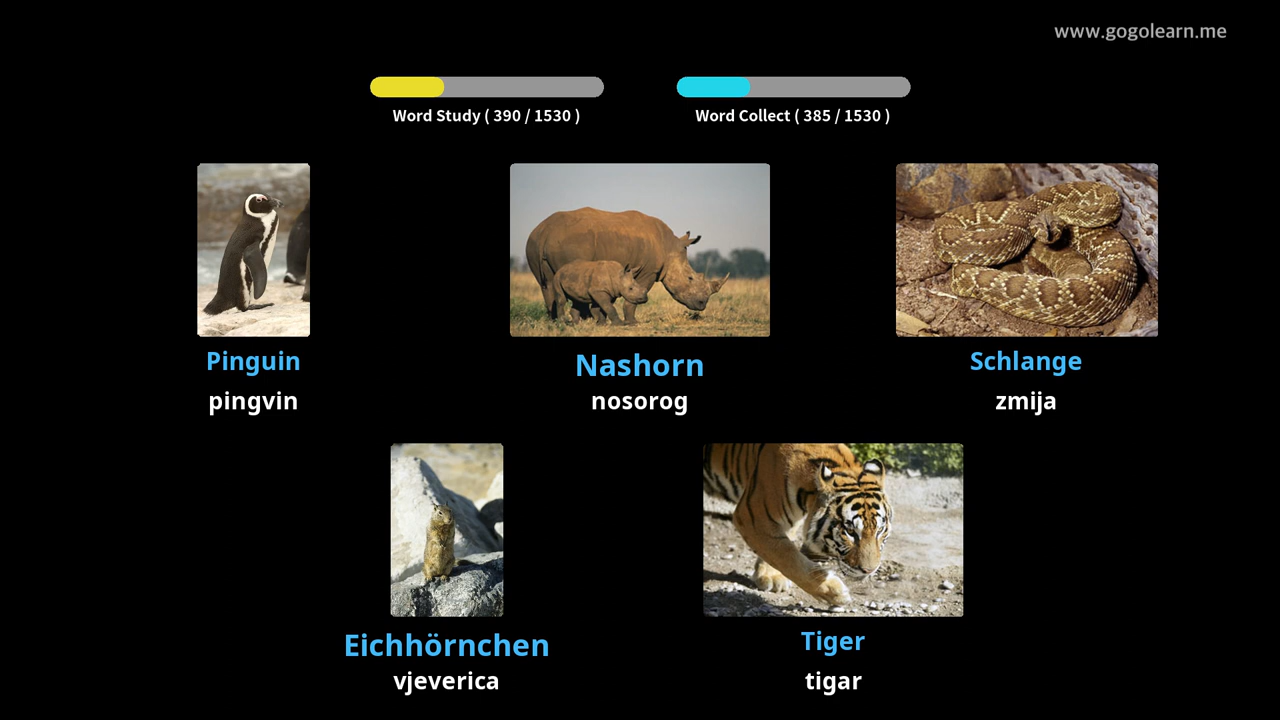 www.gogolearn.me
Word Study ( 390 / 1530 )
Word Collect ( 385 / 1530 )
Pinguin
pingvin
Nashorn
nosorog
Schlange
zmija
Eichhörnchen
vjeverica
Tiger
tigar